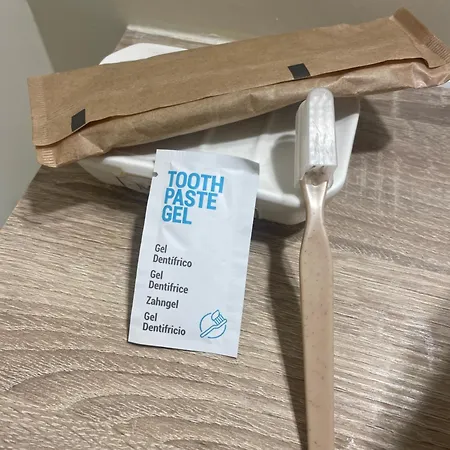 TOOTH
PASTE
GEL
Gel
Dentífrico
Gel
Dentifrice
Zahngel
Gel
Dentifricio